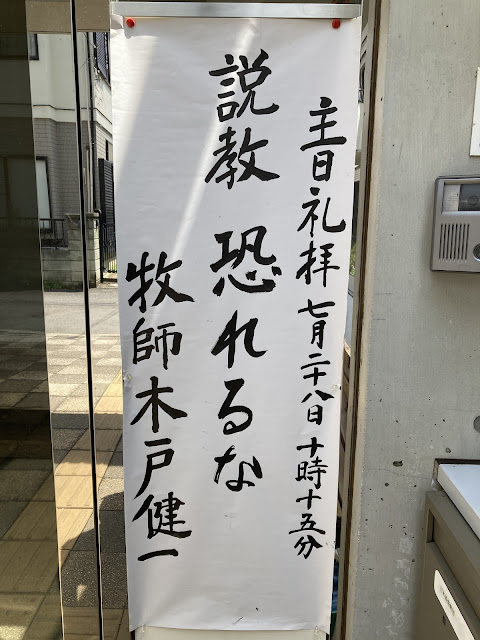 主日礼拝 七月二十八日 十時十五分
説教 恐れるな
牧師 木戸健一